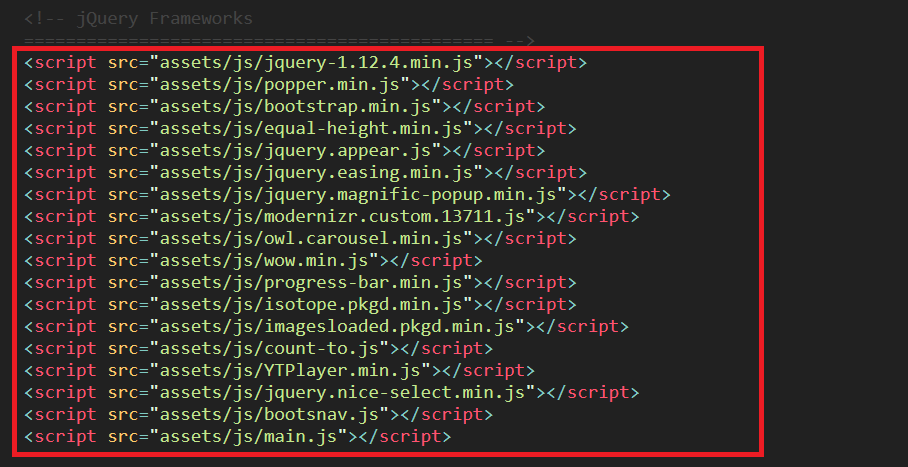 <!-- jQuery Frameworks
============================================= -->
<script src="assets/js/jquery-1.12.4.min.js"></script>
<script src="assets/js/popper.min.js"></script>
<script src="assets/js/bootstrap.min.js"></script>
<script src="assets/js/equal-height.min.js"></script>
<script src="assets/js/jquery.appear.js"></script>
<script src="assets/js/jquery.easing.min.js"></script>
<script src="assets/js/jquery.magnific-popup.min.js"></script>
<script src="assets/js/modernizr.custom.13711.js"></script>
<script src="assets/js/owl.carousel.min.js"></script>
<script src="assets/js/wow.min.js"></script>
<script src="assets/js/progress-bar.min.js"></script>
<script src="assets/js/isotope.pkgd.min.js"></script>
<script src="assets/js/imagesloaded.pkgd.min.js"></script>
<script src="assets/js/count-to.js"></script>
<script src="assets/js/YTPlayer.min.js"></script>
<script src="assets/js/jquery.nice-select.min.js"></script>
<script src="assets/js/bootsnav.js"></script>
<script src="assets/js/main.js"></script>